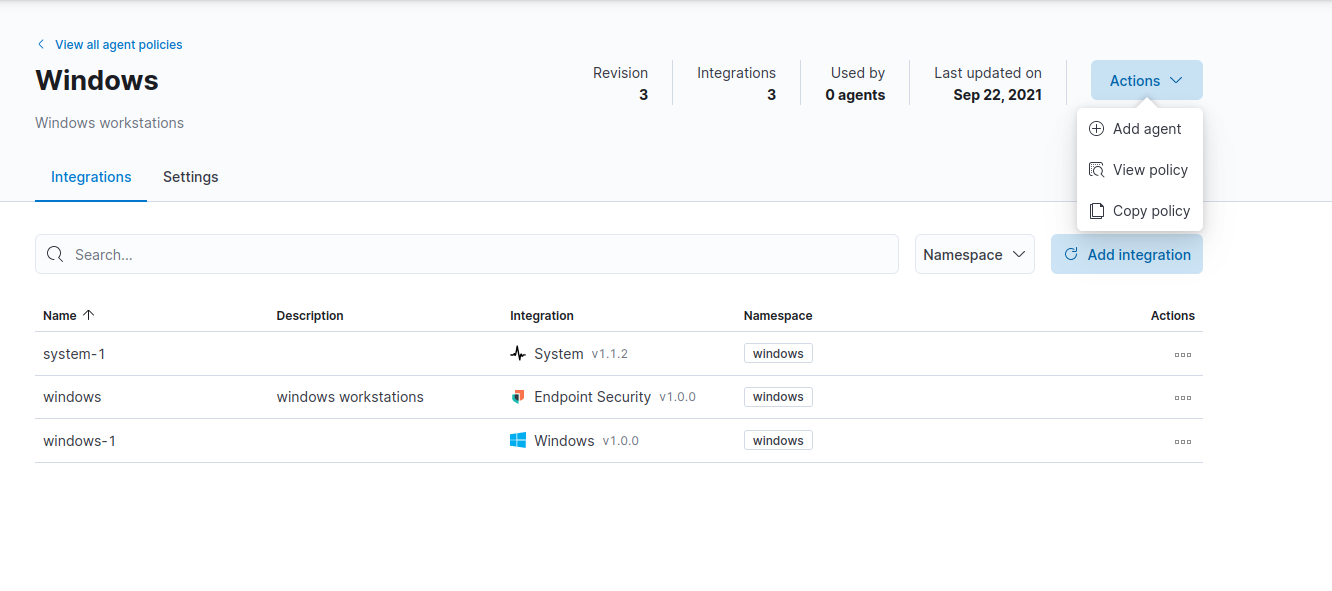 View all agent policies
Windows
Windows workstations
Revision
3
Integrations
3
Used by
0 agents
Last updated on
Sep 22, 2021
Actions
Add agent
View policy
Copy policy
Integrations Settings
Search...
Namespace
Add integration
Name Description Integration Namespace Actions
system-1 System v1.1.2 windows
windows windows workstations Endpoint Security v1.0.0 windows
windows-1 Windows v1.0.0 windows